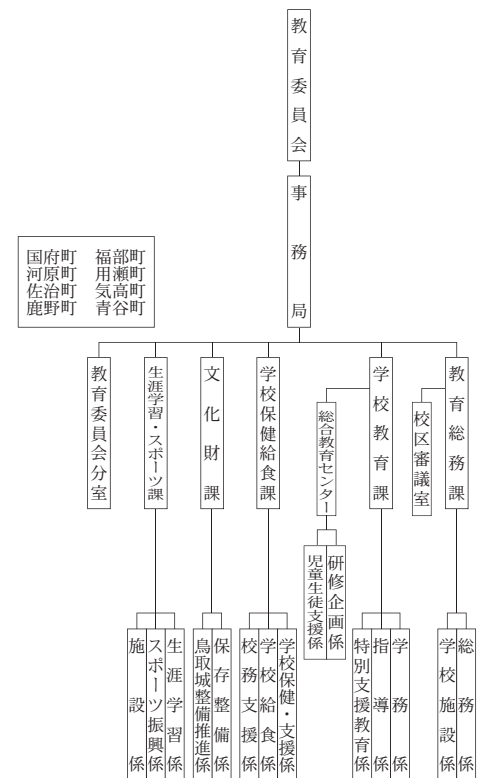 教育委員会
事務局
教育総務課
校区審議室
総務係
学校施設係
学校教育課
総合教育センター
研修企画係
児童生徒支援係
学務係
指導係
特別支援教育係
学校保健給食課
学校保健・支援係
学校給食係
校務支援係
文化財課
保存整備係
鳥取城整備推進係
生涯学習・スポーツ課
生涯学習係
スポーツ振興係
施設係
教育委員会分室
国府町 福部町
河原町 用瀬町
佐治町 気高町
鹿野町 青谷町